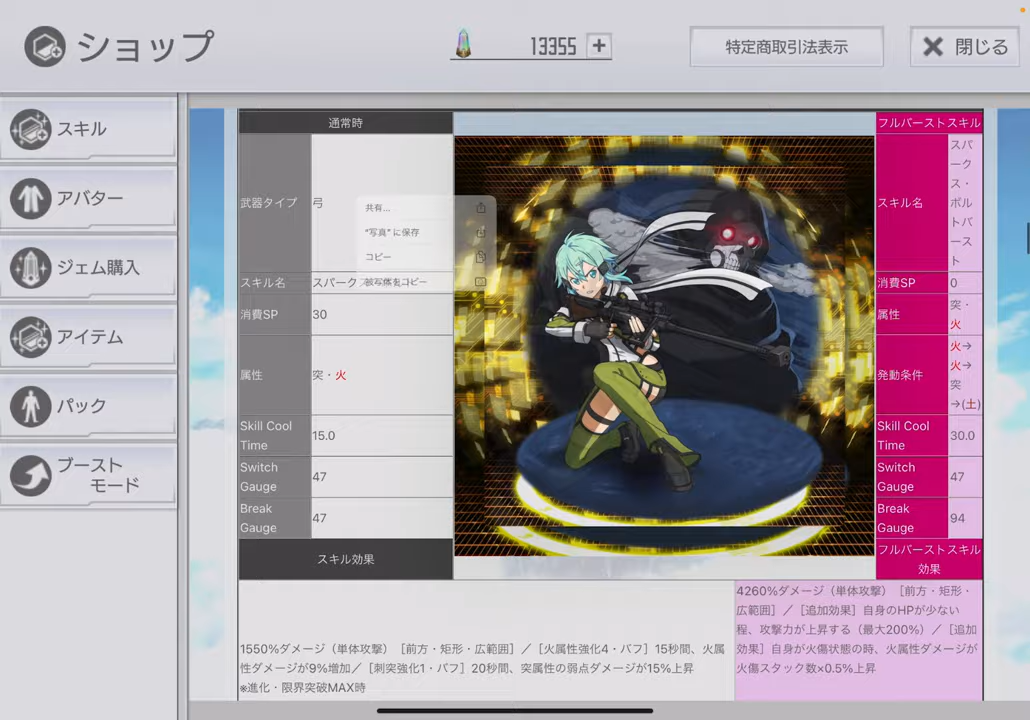 ショップ
13355
特定商取引法表示
閉じる
スキル
アバター
ジェム購入
アイテム
パック
ブースト
モード
通常時
武器タイプ
弓
スキル名
スパーク
消費SP
30
属性
突・火
Skill Cool
Time
15.0
Switch
Gauge
47
Break
Gauge
47
スキル効果
共有...
"写真" に保存
コピー
被写体をコピー
フルバーストスキル
スキル名
スパ
ーク
ス・
ボル
トバ
ース
ト
消費SP
0
属性
突・
火
発動条件
火→
火→
突
→(土)
Skill Cool
Time
30.0
Switch
Gauge
47
Break
Gauge
94
フルバーストスキル
効果
1550%ダメージ（単体攻撃）［前方・矩形・広範囲］／［火属性強化4・バフ］15秒間、火属
性ダメージが9%増加／［刺突強化1・バフ］20秒間、突属性の弱点ダメージが15%上昇
※進化・限界突破MAX時
4260%ダメージ（単体攻撃）［前方・矩形・
広範囲］／［追加効果］自身のHPが少ない
程、攻撃力が上昇する（最大200%）／［追加
効果］自身が火傷状態の時、火属性ダメージが
火傷スタック数×0.5%上昇